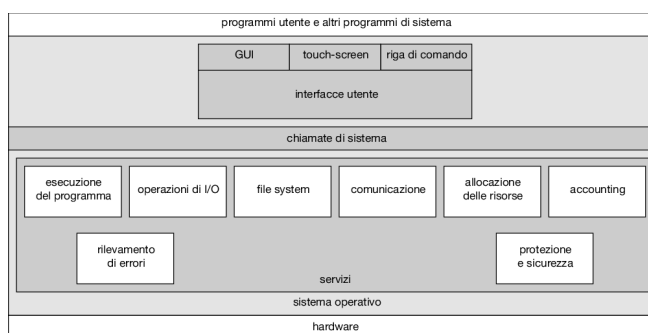 programmi utente e altri programmi di sistema
GUI
touch-screen
riga di comando
interfacce utente
chiamate di sistema
esecuzione
del programma
operazioni di I/O
file system
comunicazione
allocazione
delle risorse
accounting
rilevamento
di errori
protezione
e sicurezza
servizi
sistema operativo
hardware